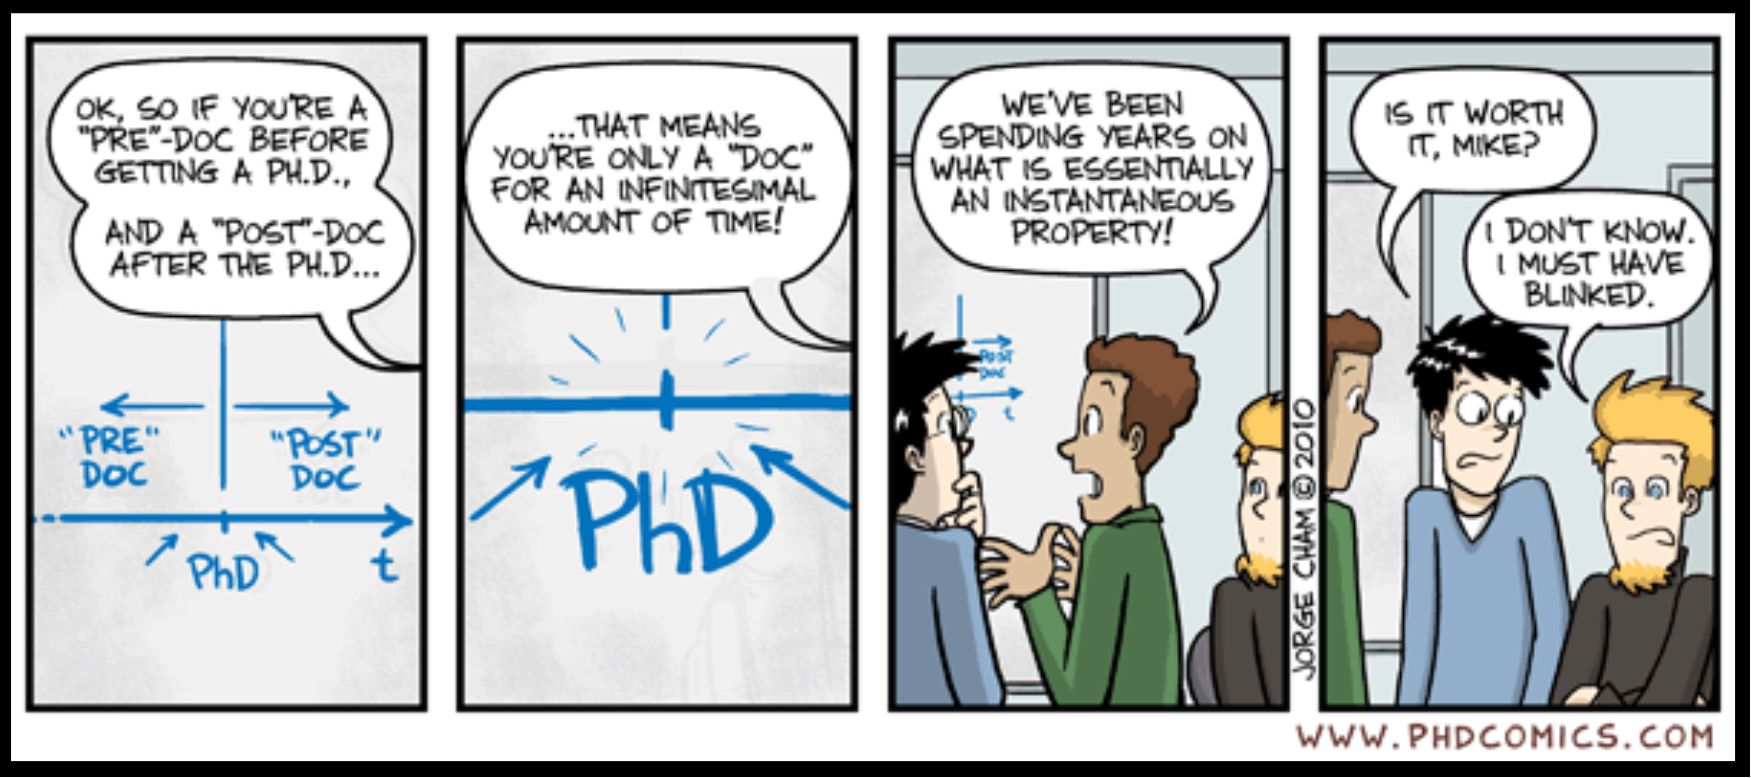 OK, SO IF YOU'RE A
"PRE"-DOC BEFORE
GETTING A PH.D.,
AND A "POST"-DOC
AFTER THE PH.D...
"PRE"
DOC
"POST"
DOC
PhD
t
...THAT MEANS
YOU'RE ONLY A "DOC"
FOR AN INFINITESIMAL
AMOUNT OF TIME!
PhD
WE'VE BEEN
SPENDING YEARS ON
WHAT IS ESSENTIALLY
AN INSTANTANEOUS
PROPERTY!
POST
DOC
t
JORGE CHAM © 2010
IS IT WORTH
IT, MIKE?
I DON'T KNOW.
I MUST HAVE
BLINKED.
WWW.PHDCOMICS.COM